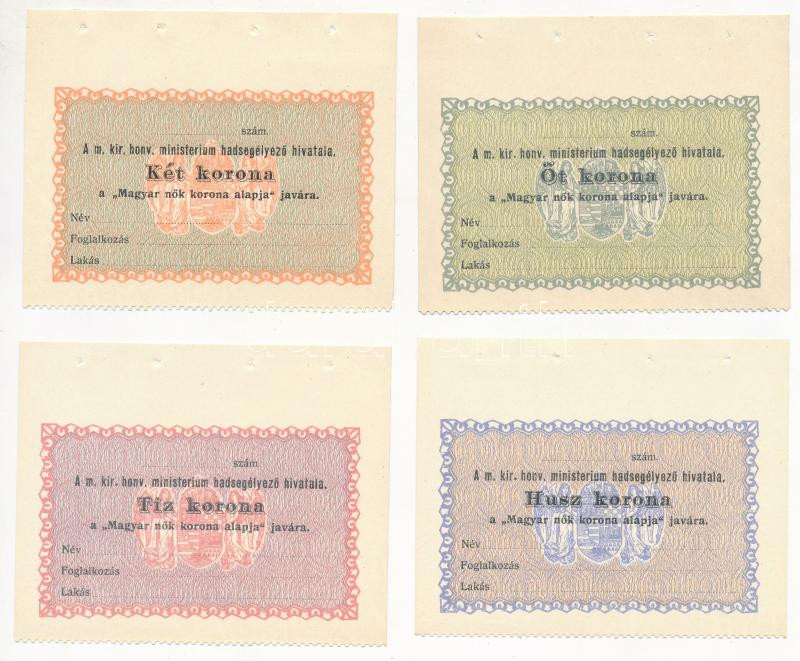 szám.
A m. kir. honv. ministerium hadsegélyező hivatala.
Két korona
a „Magyar nők korona alapja“ javára.
Név
Foglalkozás
Lakás
szám.
A m. kir. honv. ministerium hadsegélyező hivatala.
Öt korona
a „Magyar nők korona alapja“ javára.
Név
Foglalkozás
Lakás
szám
A m. kir. honv. ministerium hadsegélyező hivatala.
Tíz korona
a „Magyar nők korona alapja“ javára.
Név
Foglalkozás
Lakás
szám.
A m. kir. honv. ministerium hadsegélyező hivatala.
Husz korona
a „Magyar nők korona alapja“ javára.
Név
Foglalkozás
Lakás